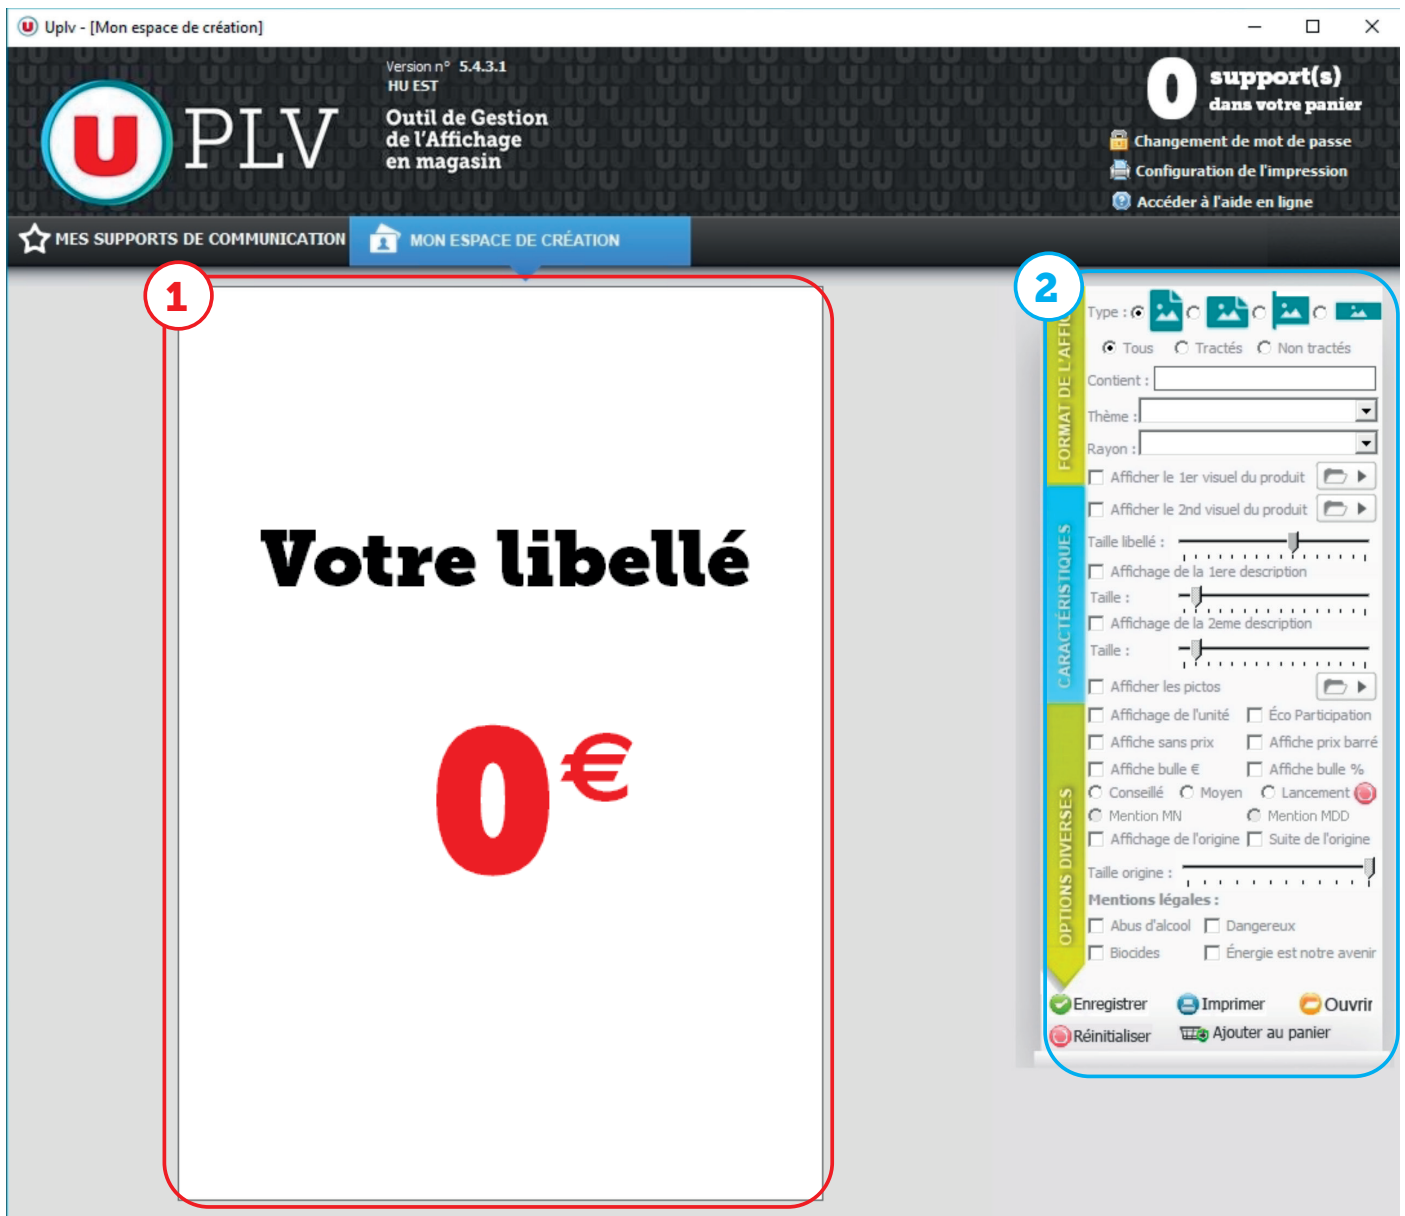 Uplv - [Mon espace de création]
U PLV
Version n° 5.4.3.1
HU EST
Outil de Gestion
de l'Affichage
en magasin
0 support(s)
dans votre panier
Changement de mot de passe
Configuration de l'impression
Accéder à l'aide en ligne
MES SUPPORTS DE COMMUNICATION
MON ESPACE DE CRÉATION
1
Votre libellé
0€
2
FORMAT DE L'AFFIC
Type :
Tous Tractés Non tractés
Contient :
Thème :
Rayon :
Afficher le 1er visuel du produit
CARACTÉRISTIQUES
Afficher le 2nd visuel du produit
Taille libellé :
Affichage de la 1ere description
Taille :
Affichage de la 2eme description
Taille :
Afficher les pictos
OPTIONS DIVERSES
Affichage de l'unité Éco Participation
Affiche sans prix Affiche prix barré
Affiche bulle € Affiche bulle %
Conseillé Moyen Lancement
Mention MN Mention MDD
Affichage de l'origine Suite de l'origine
Taille origine :
Mentions légales :
Abus d'alcool Dangereux
Biocides Énergie est notre avenir
Enregistrer Imprimer Ouvrir
Réinitialiser Ajouter au panier